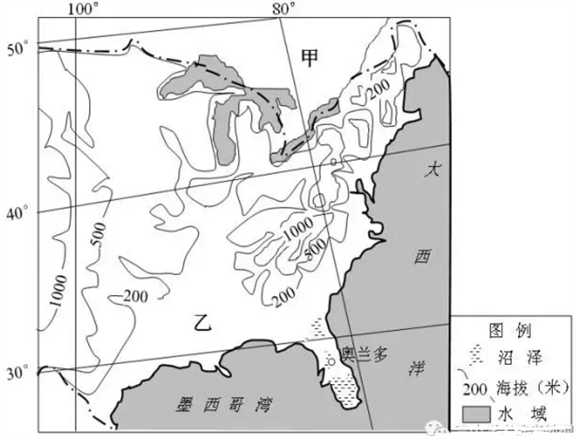 100°
80°
50°
甲
200
大
40°
1000
500
500
西
1000
200
200
乙
奥兰多
洋
30°
墨西哥湾
图例
沼泽
200 海拔（米）
水域